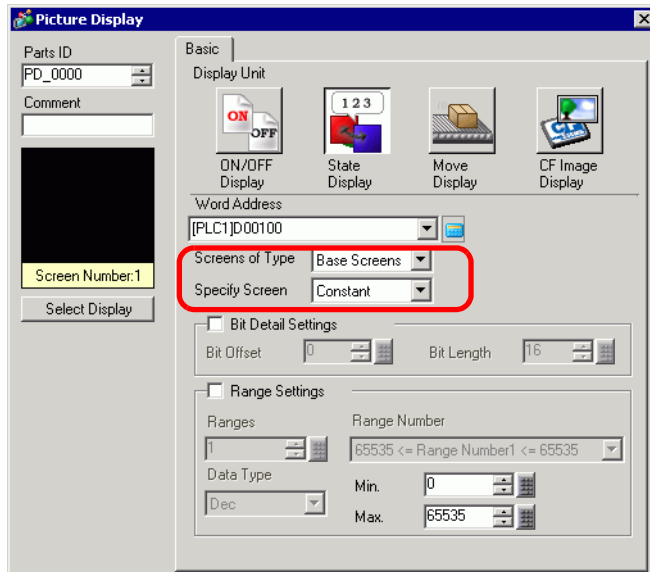 Picture Display
Parts ID
PD_0000
Comment
Screen Number:1
Select Display
Basic
Display Unit
ON
OFF
ON/OFF
Display
1 2 3
State
Display
Move
Display
CF Image
Display
Word Address
[PLC1]D00100
Screens of Type Base Screens
Specify Screen Constant
Bit Detail Settings
Bit Offset 0 Bit Length 16
Range Settings
Ranges Range Number
1 65535 <= Range Number1 <= 65535
Data Type
Dec
Min. 0
Max. 65535